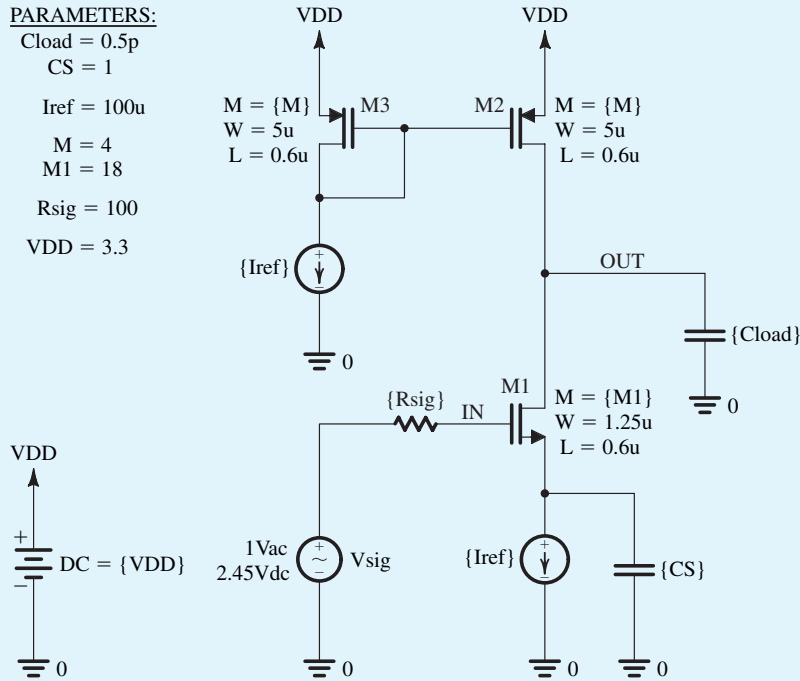 PARAMETERS:
Cload = 0.5p
CS = 1
Iref = 100u
M = 4
M1 = 18
Rsig = 100
VDD = 3.3
VDD
VDD
M = {M}
W = 5u
L = 0.6u
M3
M2
M = {M}
W = 5u
L = 0.6u
{Iref}
+
−
0
OUT
{Cload}
0
{Rsig}
IN
M1
M = {M1}
W = 1.25u
L = 0.6u
VDD
+
−
DC = {VDD}
0
1Vac
2.45Vdc
+
~
−
Vsig
0
{Iref}
+
−
0
{CS}
0